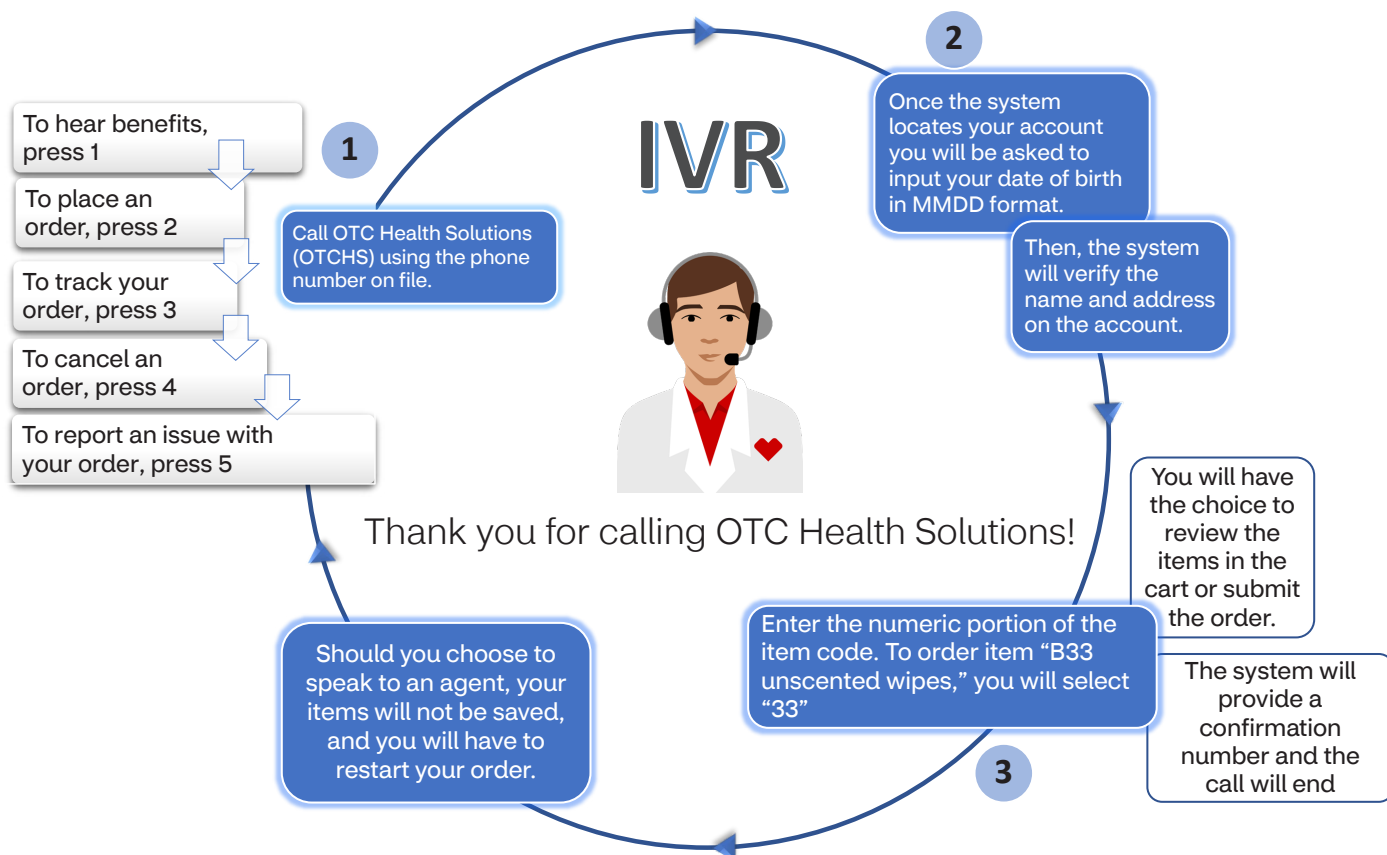 IVR
To hear benefits,
press 1
To place an
order, press 2
To track your
order, press 3
To cancel an
order, press 4
To report an issue with
your order, press 5
1
Call OTC Health Solutions
(OTCHS) using the phone
number on file.
2
Once the system
locates your account
you will be asked to
input your date of birth
in MMDD format.
Then, the system
will verify the
name and address
on the account.
Thank you for calling OTC Health Solutions!
3
Enter the numeric portion of the
item code. To order item “B33
unscented wipes,” you will select
“33”
You will have
the choice to
review the
items in the
cart or submit
the order.
The system will
provide a
confirmation
number and the
call will end
Should you choose to
speak to an agent, your
items will not be saved,
and you will have to
restart your order.